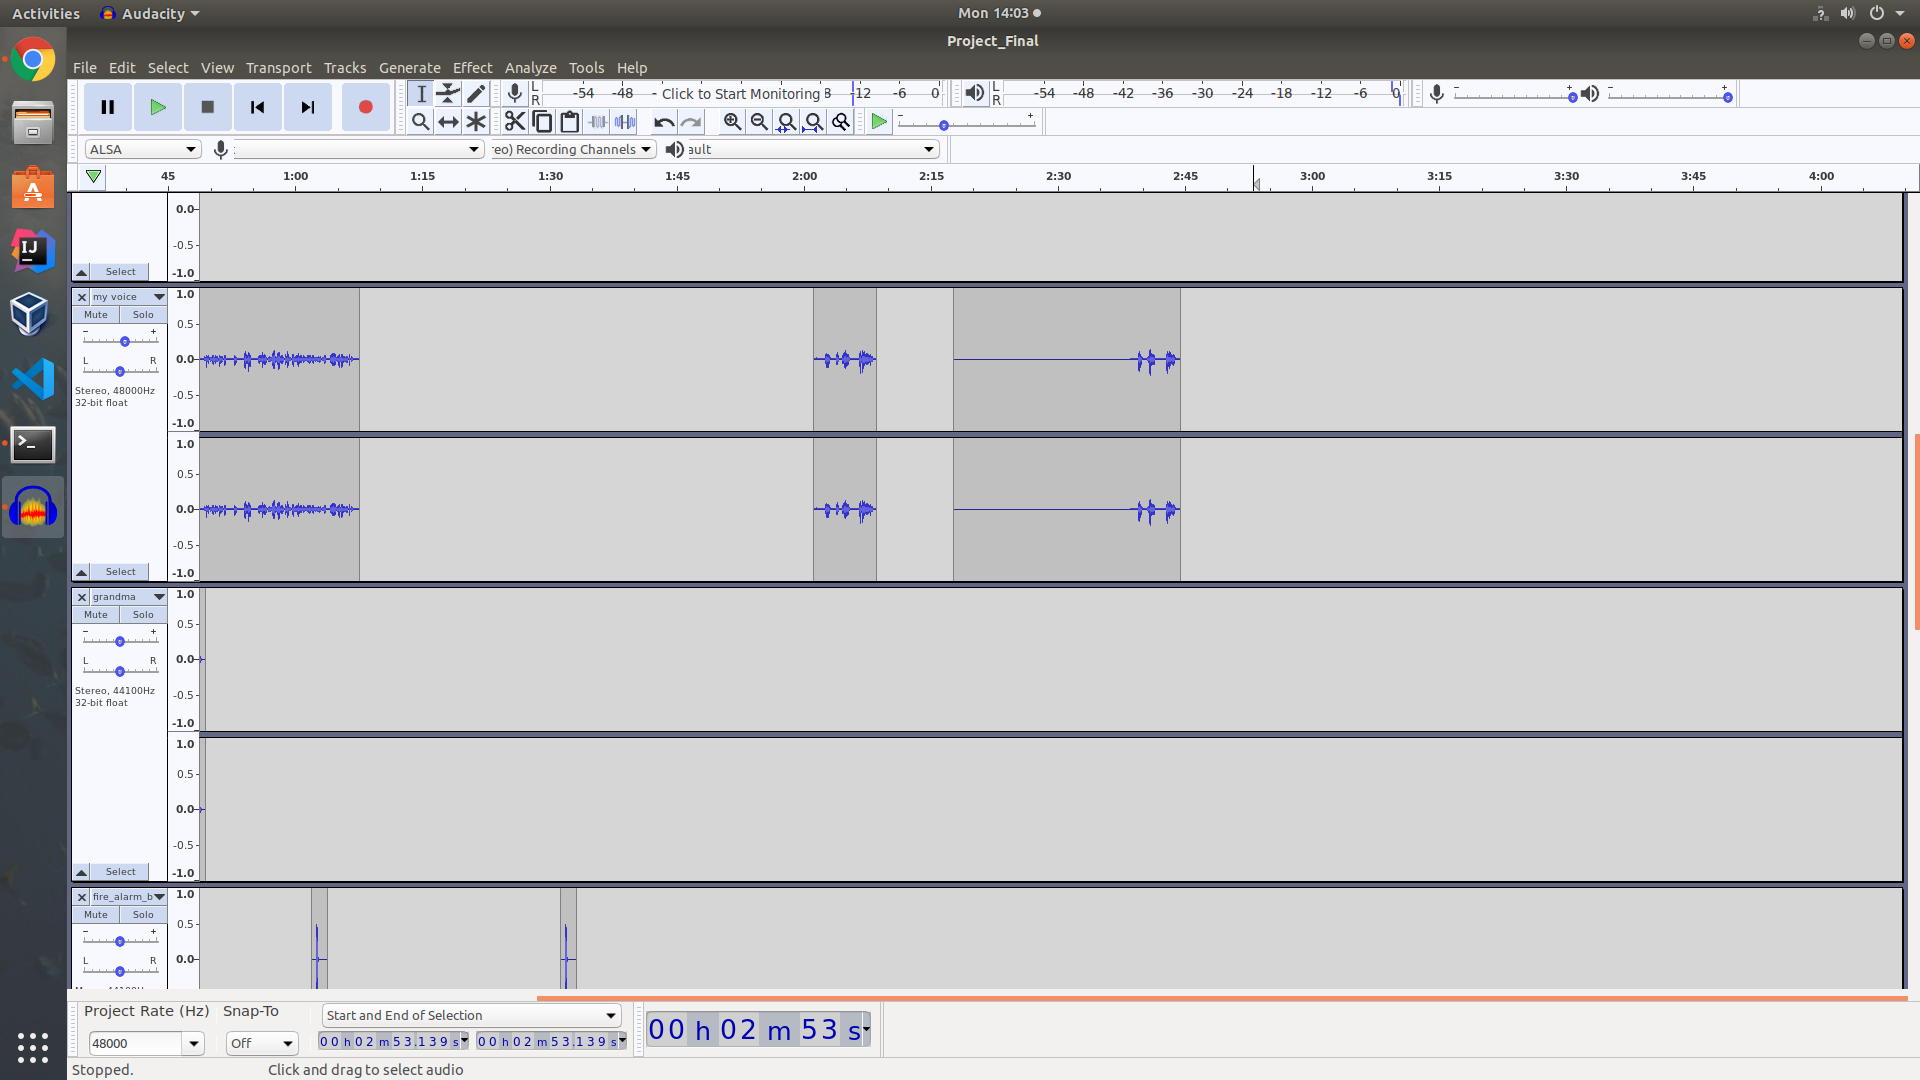 Activities Audacity Mon 14:03
Project_Final
File Edit Select View Transport Tracks Generate Effect Analyze Tools Help
L R -54 -48 - Click to Start Monitoring 8 -12 -6 0 L R -54 -48 -42 -36 -30 -24 -18 -12 -6 0 - + - +
- +
ALSA : reo) Recording Channels ault
45 1:00 1:15 1:30 1:45 2:00 2:15 2:30 2:45 3:00 3:15 3:30 3:45 4:00
0.0
-0.5
Select -1.0
my voice 1.0
Mute Solo
- + 0.5
L R 0.0
Stereo, 48000Hz -0.5
32-bit float
-1.0
1.0
0.5
0.0
-0.5
Select -1.0
grandma 1.0
Mute Solo 0.5
- +
L R 0.0
Stereo, 44100Hz -0.5
32-bit float
-1.0
1.0
0.5
0.0
-0.5
Select -1.0
fire_alarm_b 1.0
Mute Solo 0.5
- +
L R 0.0
Project Rate (Hz) Snap-To Start and End of Selection
48000 Off 00 h 02 m 53.139 s 00 h 02 m 53.139 s 00 h 02 m 53 s
Stopped. Click and drag to select audio